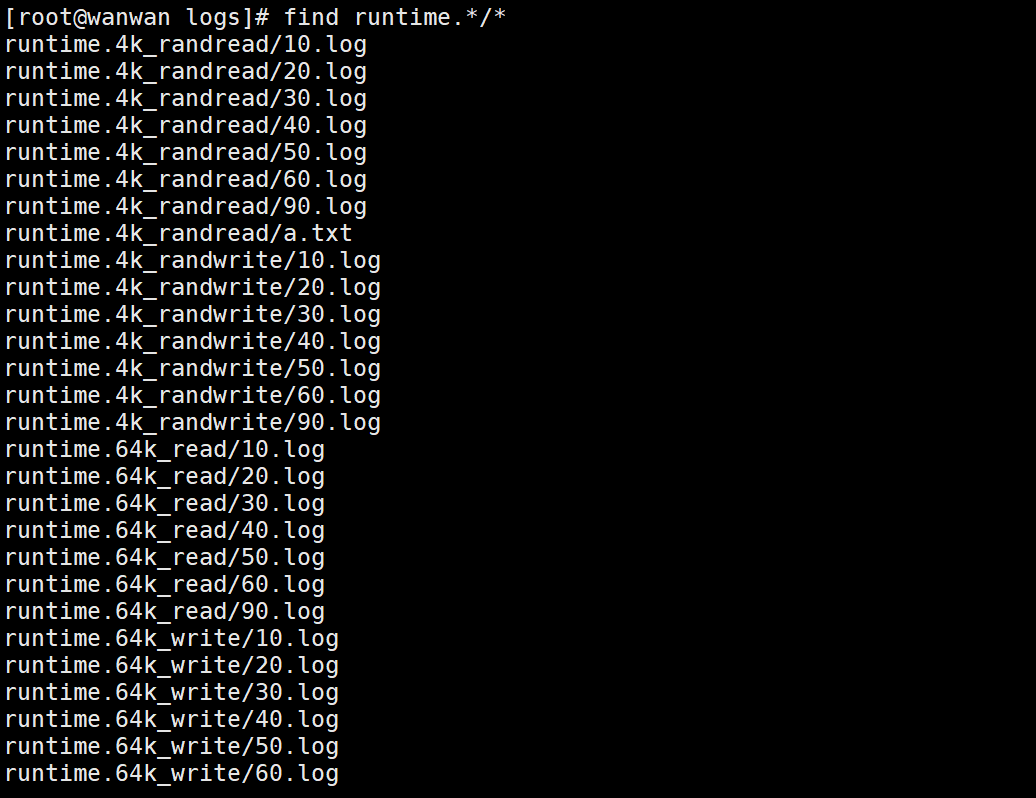 [root@wanwan logs]# find runtime.*/*
runtime.4k_randread/10.log
runtime.4k_randread/20.log
runtime.4k_randread/30.log
runtime.4k_randread/40.log
runtime.4k_randread/50.log
runtime.4k_randread/60.log
runtime.4k_randread/90.log
runtime.4k_randread/a.txt
runtime.4k_randwrite/10.log
runtime.4k_randwrite/20.log
runtime.4k_randwrite/30.log
runtime.4k_randwrite/40.log
runtime.4k_randwrite/50.log
runtime.4k_randwrite/60.log
runtime.4k_randwrite/90.log
runtime.64k_read/10.log
runtime.64k_read/20.log
runtime.64k_read/30.log
runtime.64k_read/40.log
runtime.64k_read/50.log
runtime.64k_read/60.log
runtime.64k_read/90.log
runtime.64k_write/10.log
runtime.64k_write/20.log
runtime.64k_write/30.log
runtime.64k_write/40.log
runtime.64k_write/50.log
runtime.64k_write/60.log